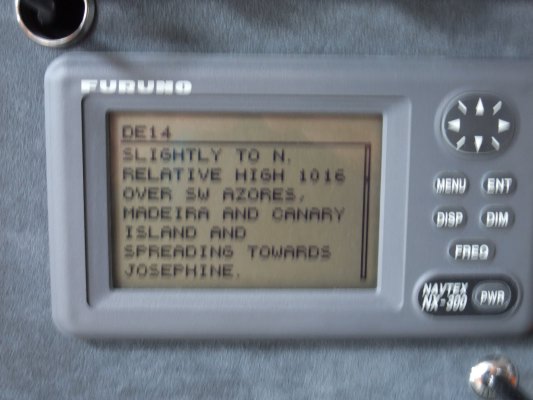 FURUNO
DE14
SLIGHTLY TO N.
RELATIVE HIGH 1016
OVER SW AZORES,
MADEIRA AND CANARY
ISLAND AND
SPREADING TOWARDS
JOSEPHINE.
MENU ENT
DISP DIM
FREQ
NAVTEX
NX-300 PWR